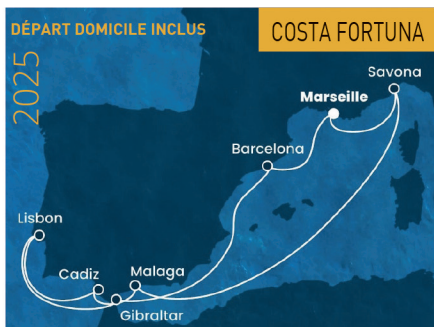 DÉPART DOMICILE INCLUS
COSTA FORTUNA
2025
Savona
Marseille
Barcelona
Lisbon
Cadiz
Malaga
Gibraltar